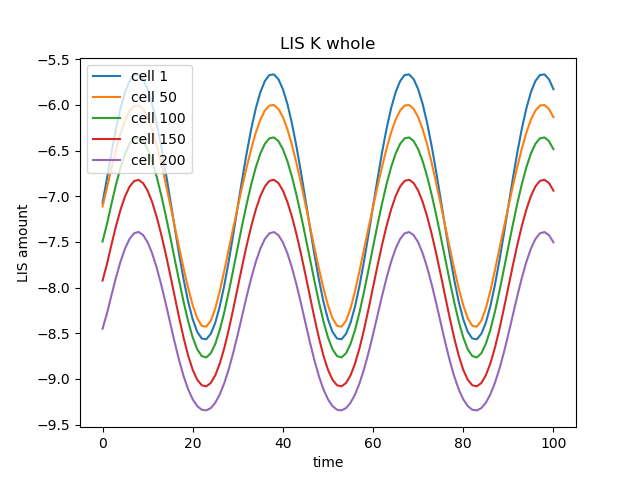 LIS K whole
−5.5
−6.0
−6.5
−7.0
−7.5
−8.0
−8.5
−9.0
−9.5
LIS amount
cell 1
cell 50
cell 100
cell 150
cell 200
0 20 40 60 80 100
time